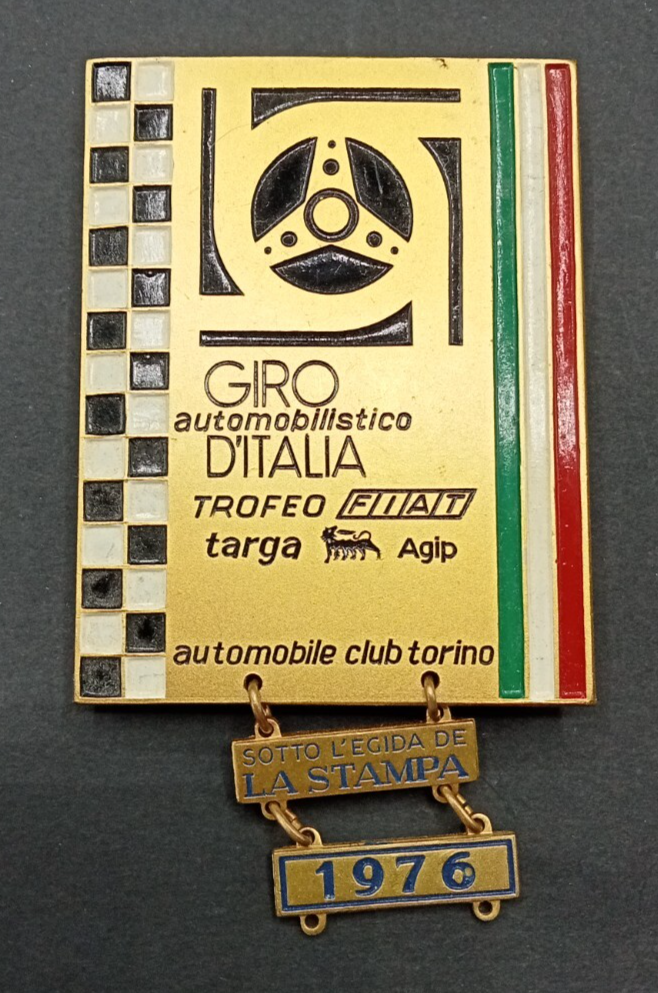 GIRO
automobilistico
D'ITALIA
TROFEO FIAT
targa Agip
automobile club torino
SOTTO L'EGIDA DE
LA STAMPA
1976